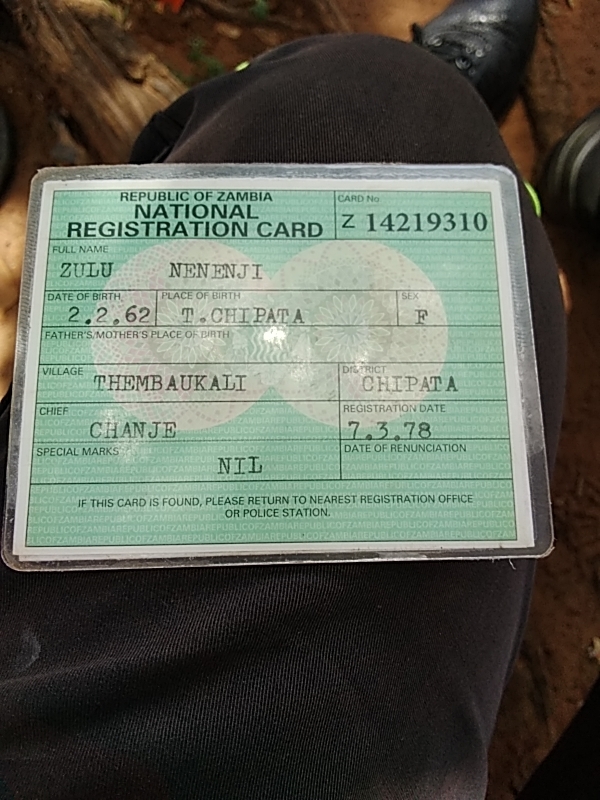 REPUBLIC OF ZAMBIA
NATIONAL
REGISTRATION CARD
CARD No
Z 14219310
FULL NAME
ZULU NENENJI
DATE OF BIRTH PLACE OF BIRTH SEX
2.2.62 T.CHIPATA F
FATHER'S/MOTHER'S PLACE OF BIRTH
VILLAGE DISTRICT
THEMBAUKALI CHIPATA
CHIEF REGISTRATION DATE
CHANJE 7.3.78
SPECIAL MARKS DATE OF RENUNCIATION
NIL
IF THIS CARD IS FOUND, PLEASE RETURN TO NEAREST REGISTRATION OFFICE
OR POLICE STATION.